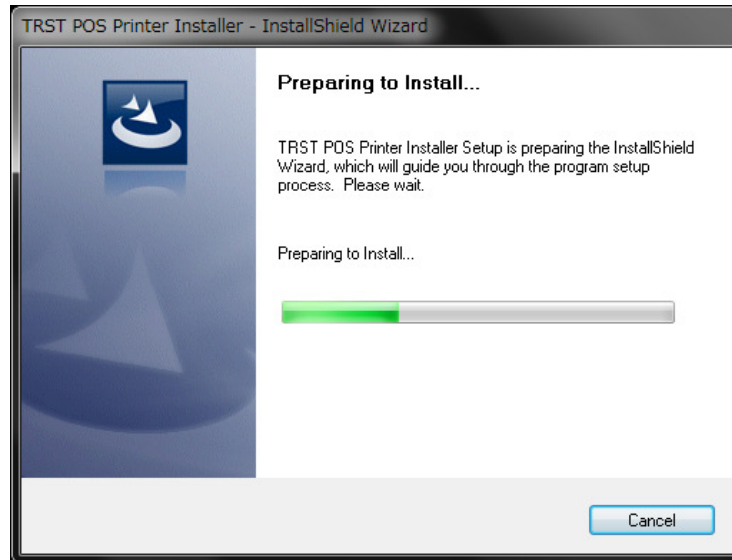 TRST POS Printer Installer - InstallShield Wizard
Preparing to Install...
TRST POS Printer Installer Setup is preparing the InstallShield
Wizard, which will guide you through the program setup
process.  Please wait.
Preparing to Install...
Cancel